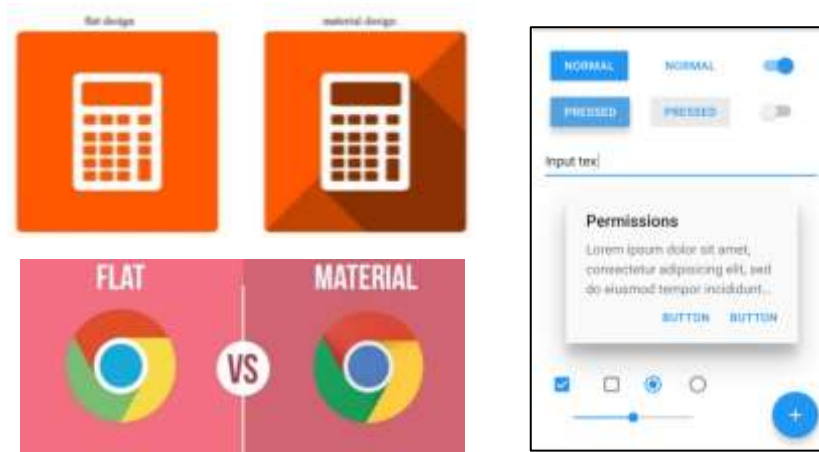 flat design
material design
FLAT
MATERIAL
VS
NORMAL NORMAL
PRESSED PRESSED
Input tex
Permissions
Lorem ipsum dolor sit amet,
consectetur adipisicing elit, sed
do eiusmod tempor incididunt...
BUTTON BUTTON
+